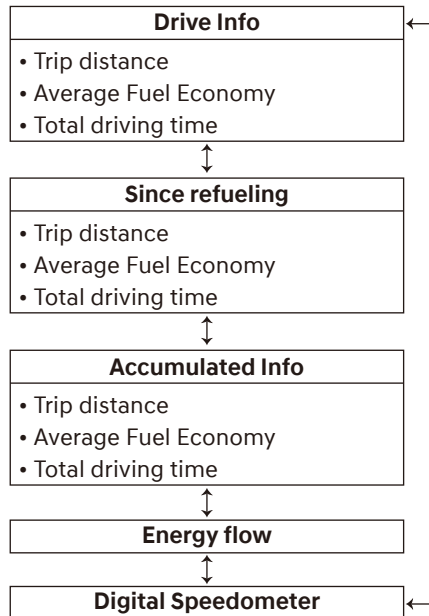 Drive Info
• Trip distance
• Average Fuel Economy
• Total driving time
Since refueling
• Trip distance
• Average Fuel Economy
• Total driving time
Accumulated Info
• Trip distance
• Average Fuel Economy
• Total driving time
Energy flow
Digital Speedometer